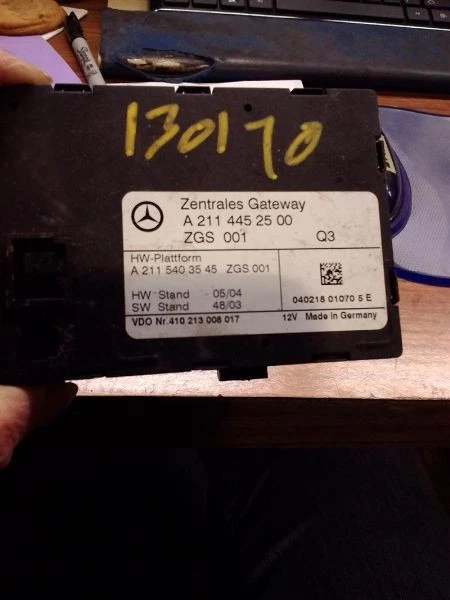 130170
Zentrales Gateway
A 211 445 25 00
ZGS 001 Q3
HW-Plattform
A 211 540 35 45 ZGS 001
HW Stand 05/04
SW Stand 48/03
040218 01070 5 E
VDO Nr.410 213 008 017 12V Made in Germany